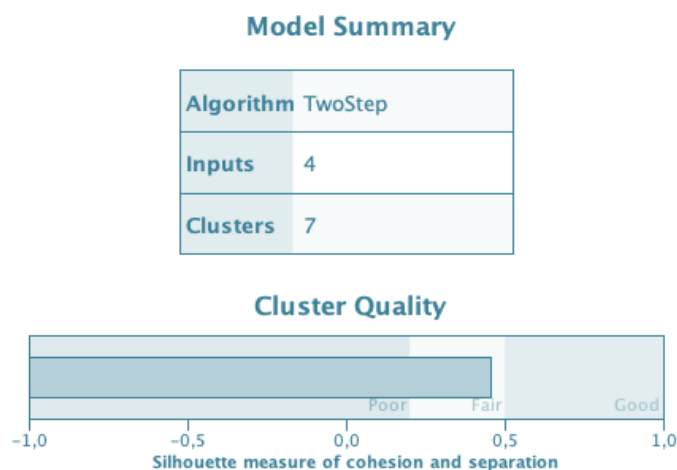 Model Summary
Algorithm TwoStep
Inputs 4
Clusters 7
Cluster Quality
Poor Fair Good
-1,0 -0,5 0,0 0,5 1,0
Silhouette measure of cohesion and separation